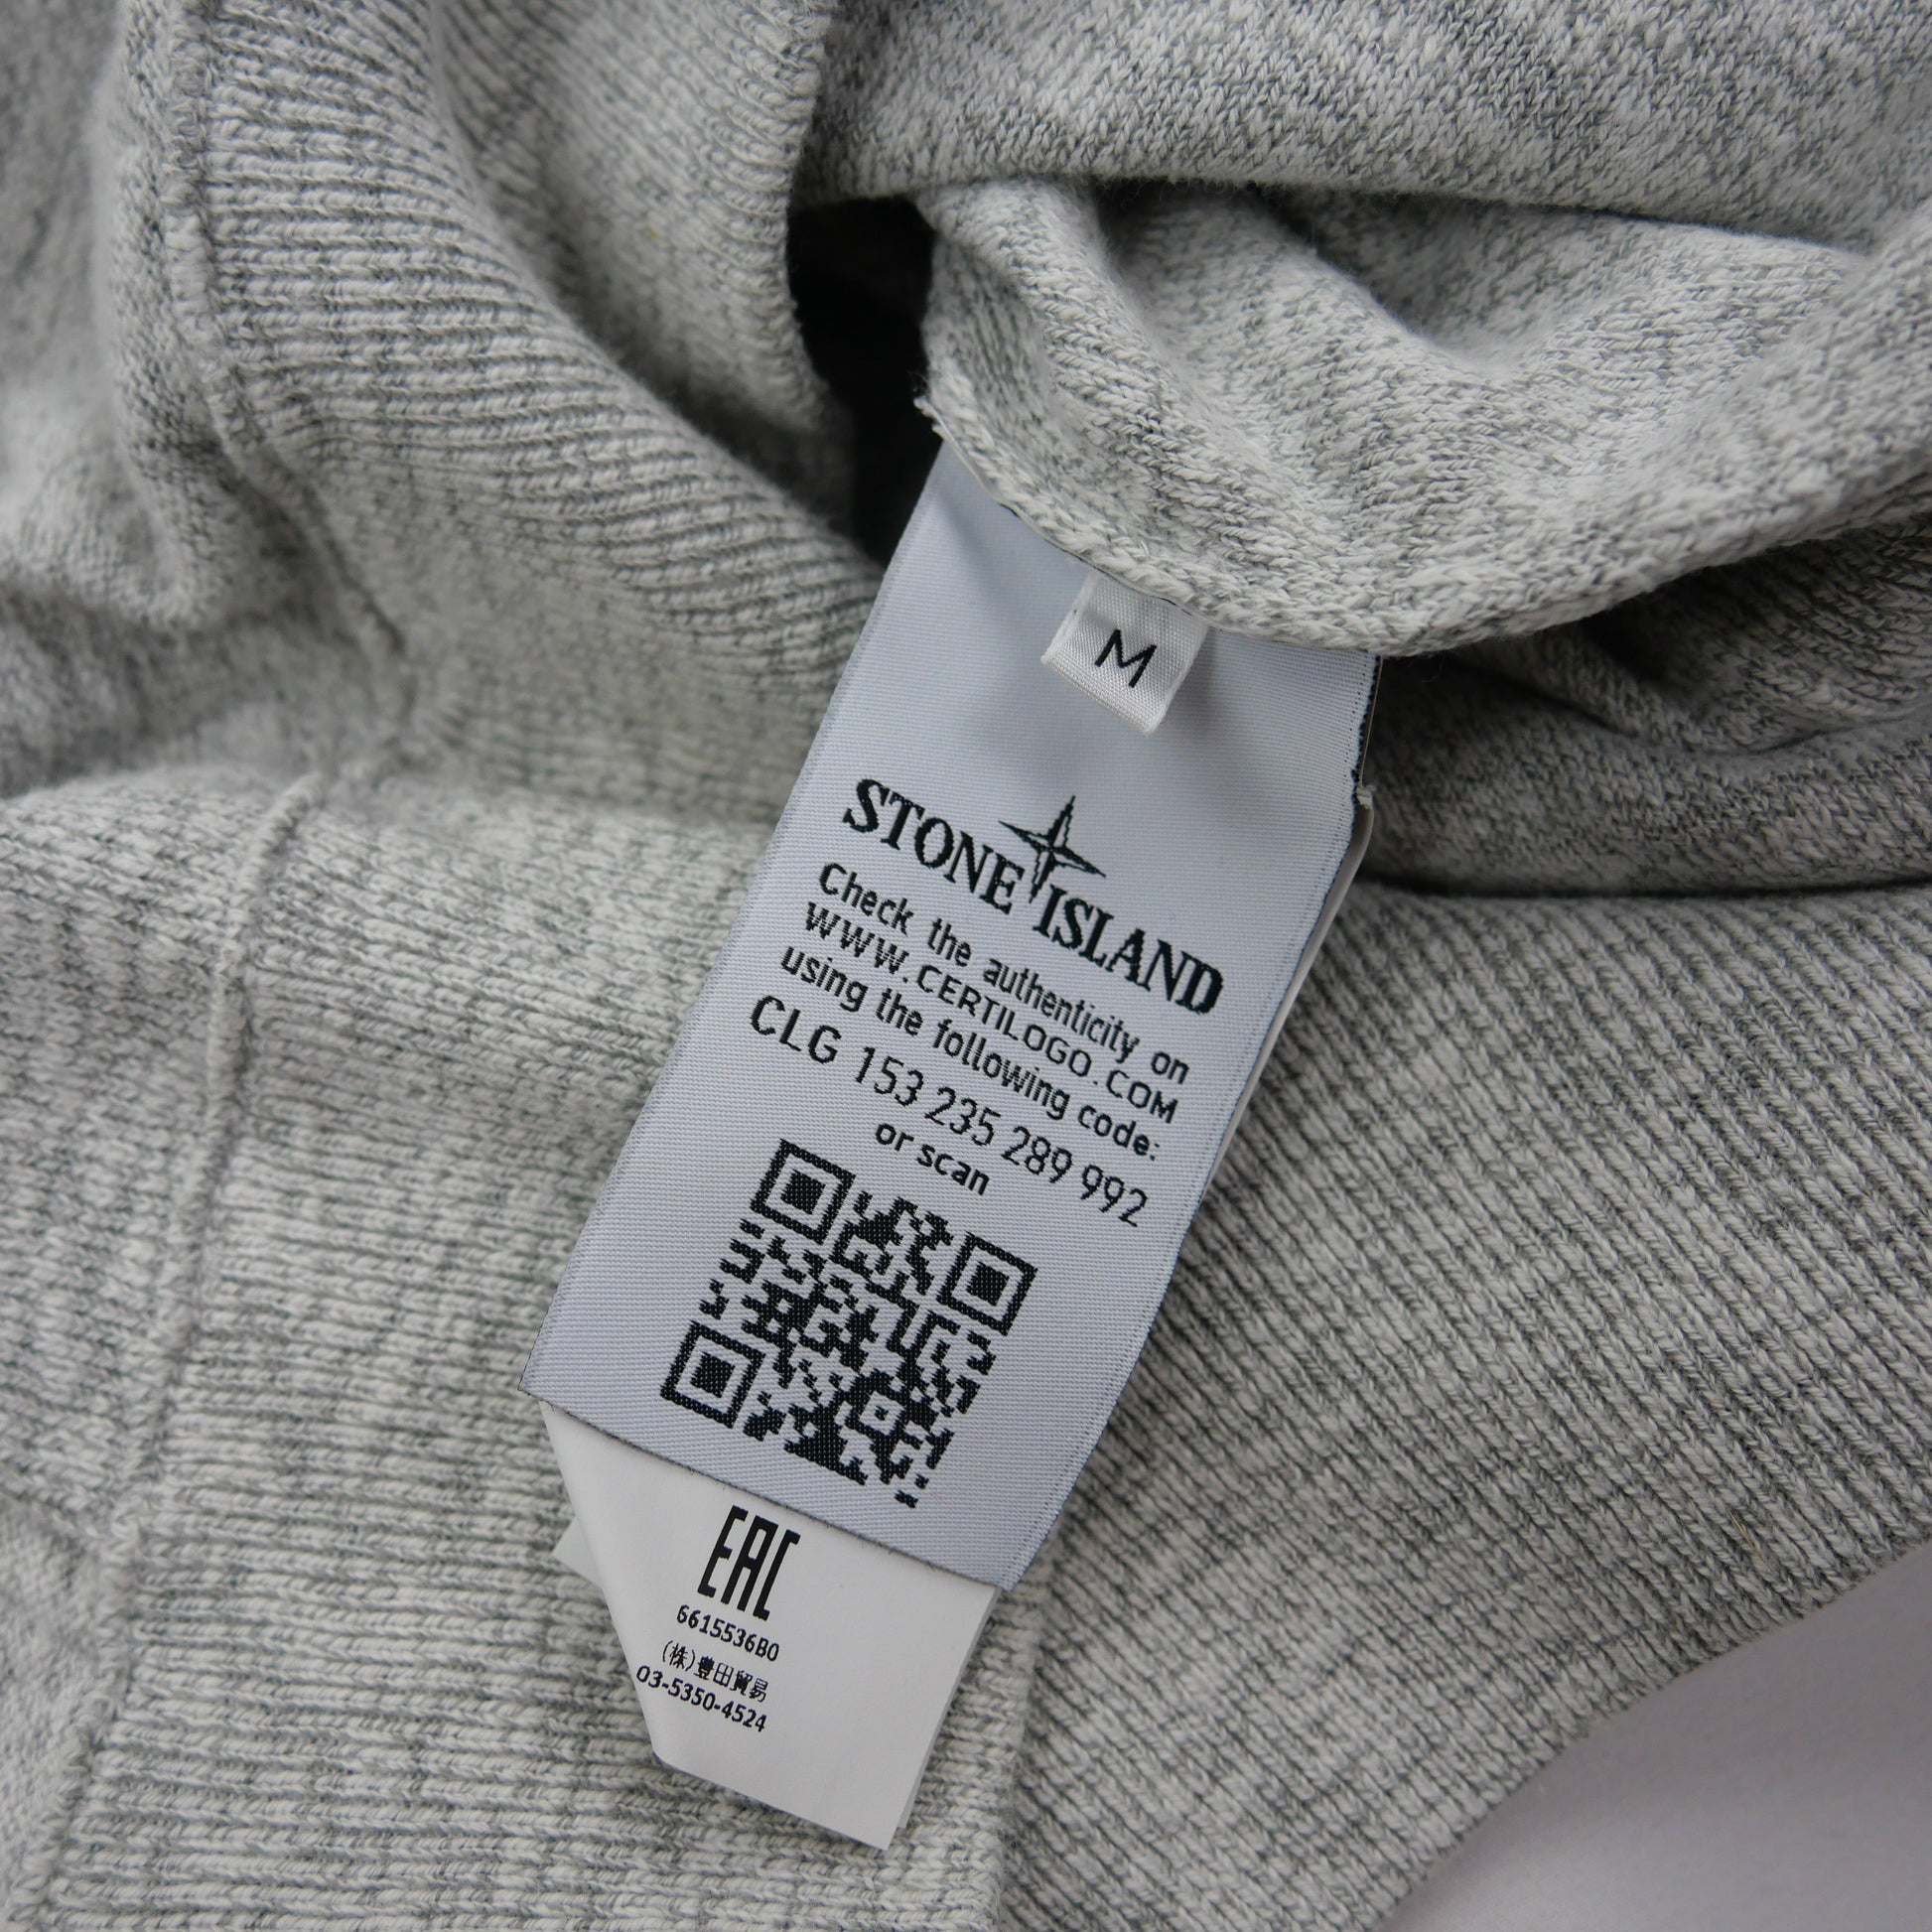 M
STONE ISLAND
Check the authenticity on
WWW.CERTILOGO.COM
using the following code:
CLG 153 235 289 992
or scan
EAC
6615536B0
(株)豊田貿易
03-5350-4524